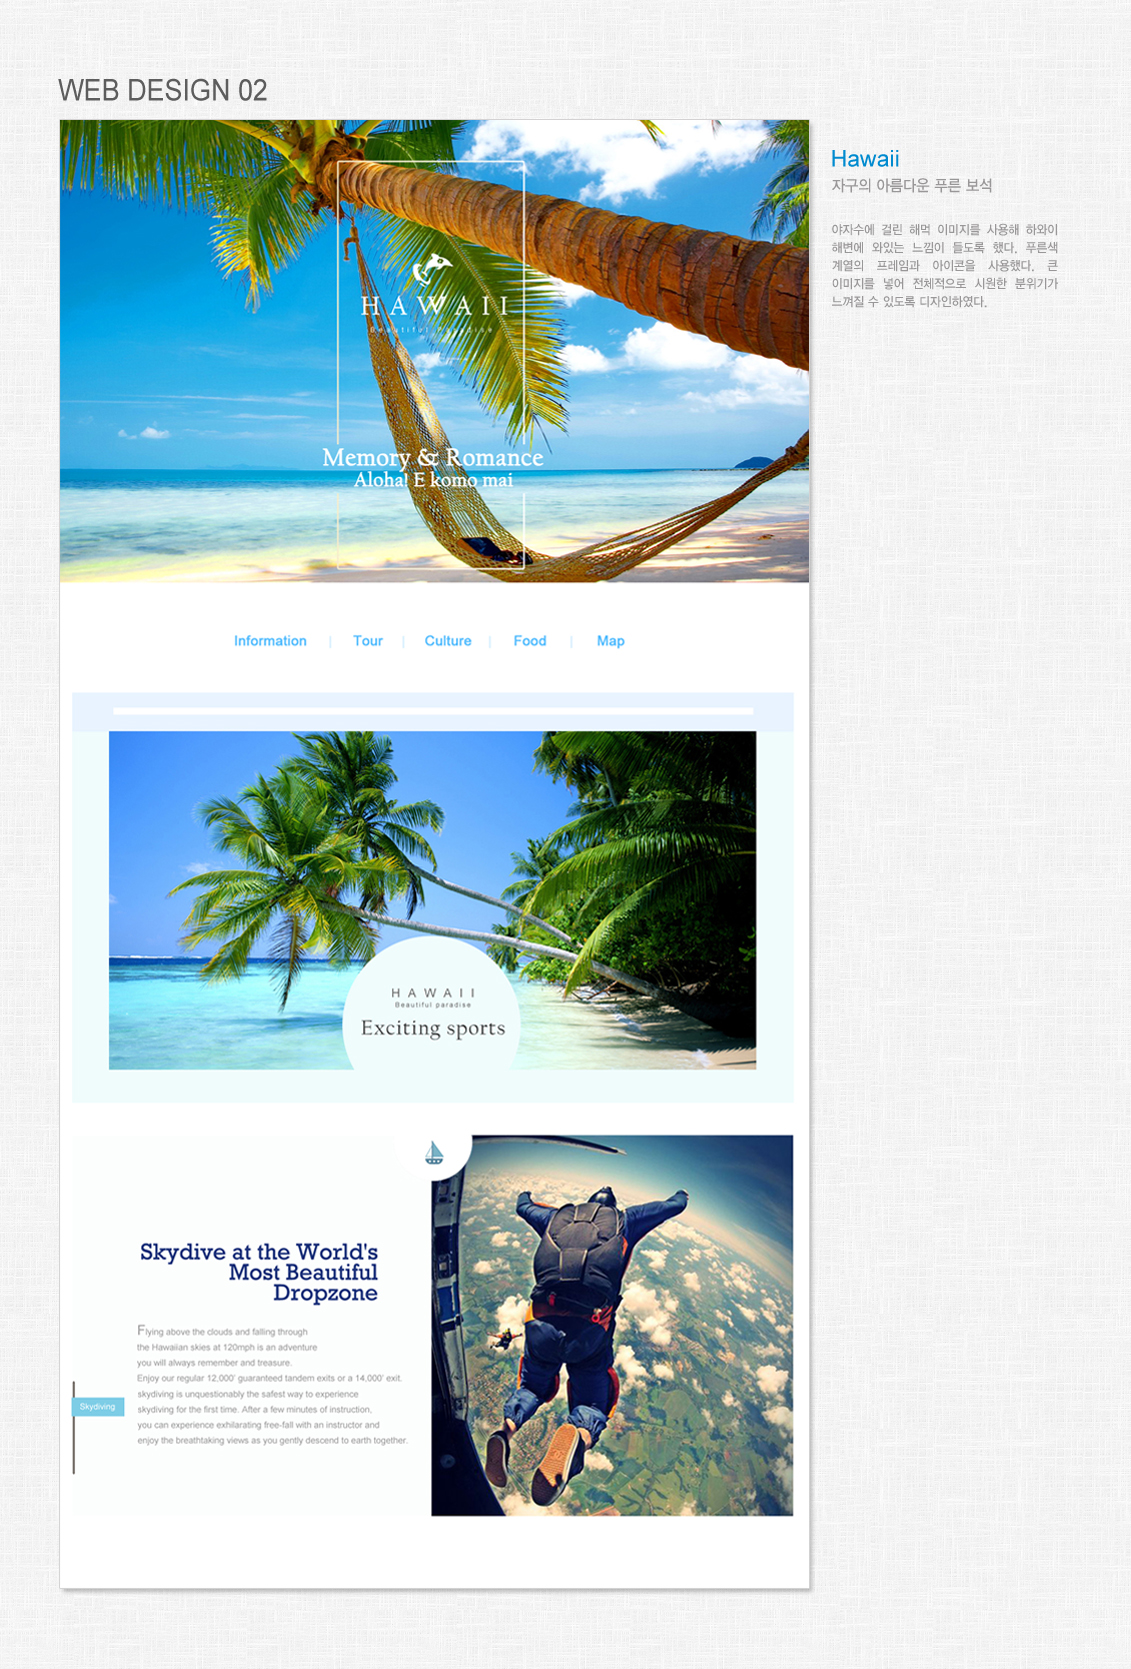 WEB DESIGN 02
HAWAII
Beautiful Paradise
Memory & Romance
Aloha! E komo mai
Hawaii
자구의 아름다운 푸른 보석
야자수에 걸린 해먹 이미지를 사용해 하와이
해변에 와있는 느낌이 들도록 했다. 푸른색
계열의 프레임과 아이콘을 사용했다. 큰
이미지를 넣어 전체적으로 시원한 분위기가
느껴질 수 있도록 디자인하였다.
Information | Tour | Culture | Food | Map
HAWAII
Beautiful paradise
Exciting sports
Skydive at the World's
Most Beautiful
Dropzone
Flying above the clouds and falling through
the Hawaiian skies at 120mph is an adventure
you will always remember and treasure.
Enjoy our regular 12,000' guaranteed tandem exits or a 14,000' exit.
skydiving is unquestionably the safest way to experience
skydiving for the first time. After a few minutes of instruction,
you can experience exhilarating free-fall with an instructor and
enjoy the breathtaking views as you gently descend to earth together.
Skydiving